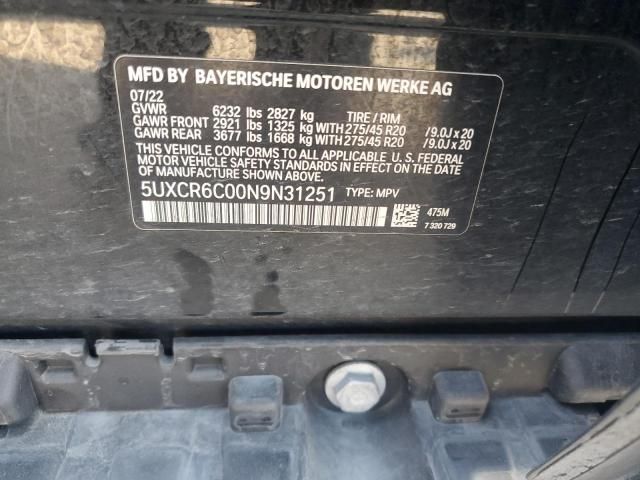 MFD BY BAYERISCHE MOTOREN WERKE AG
07/22
GVWR 6232 lbs 2827 kg TIRE / RIM
GAWR FRONT 2921 lbs 1325 kg WITH 275/45 R20 /9.0J x 20
GAWR REAR 3677 lbs 1668 kg WITH 275/45 R20 /9.0J x 20
THIS VEHICLE CONFORMS TO ALL APPLICABLE U. S. FEDERAL
MOTOR VEHICLE SAFETY STANDARDS IN EFFECT ON THE
DATE OF MANUFACTURE SHOWN ABOVE.
5UXCR6C00N9N31251 TYPE: MPV
475M
7 320 729